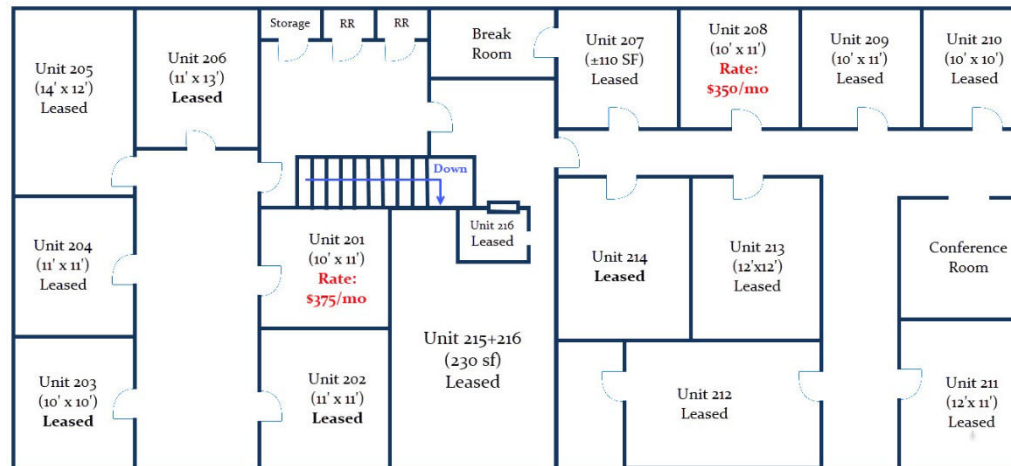 Storage
RR
RR
Unit 205
(14' x 12')
Leased
Unit 206
(11' x 13')
Leased
Break
Room
Unit 207
(±110 SF)
Leased
Unit 208
(10' x 11')
Rate:
$350/mo
Unit 209
(10' x 11')
Leased
Unit 210
(10' x 10')
Leased
Down
Unit 204
(11' x 11')
Leased
Unit 201
(10' x 11')
Rate:
$375/mo
Unit 216
Leased
Unit 214
Leased
Unit 213
(12'x12')
Leased
Conference
Room
Unit 203
(10' x 10')
Leased
Unit 202
(11' x 11')
Leased
Unit 215+216
(230 sf)
Leased
Unit 212
Leased
Unit 211
(12'x 11')
Leased